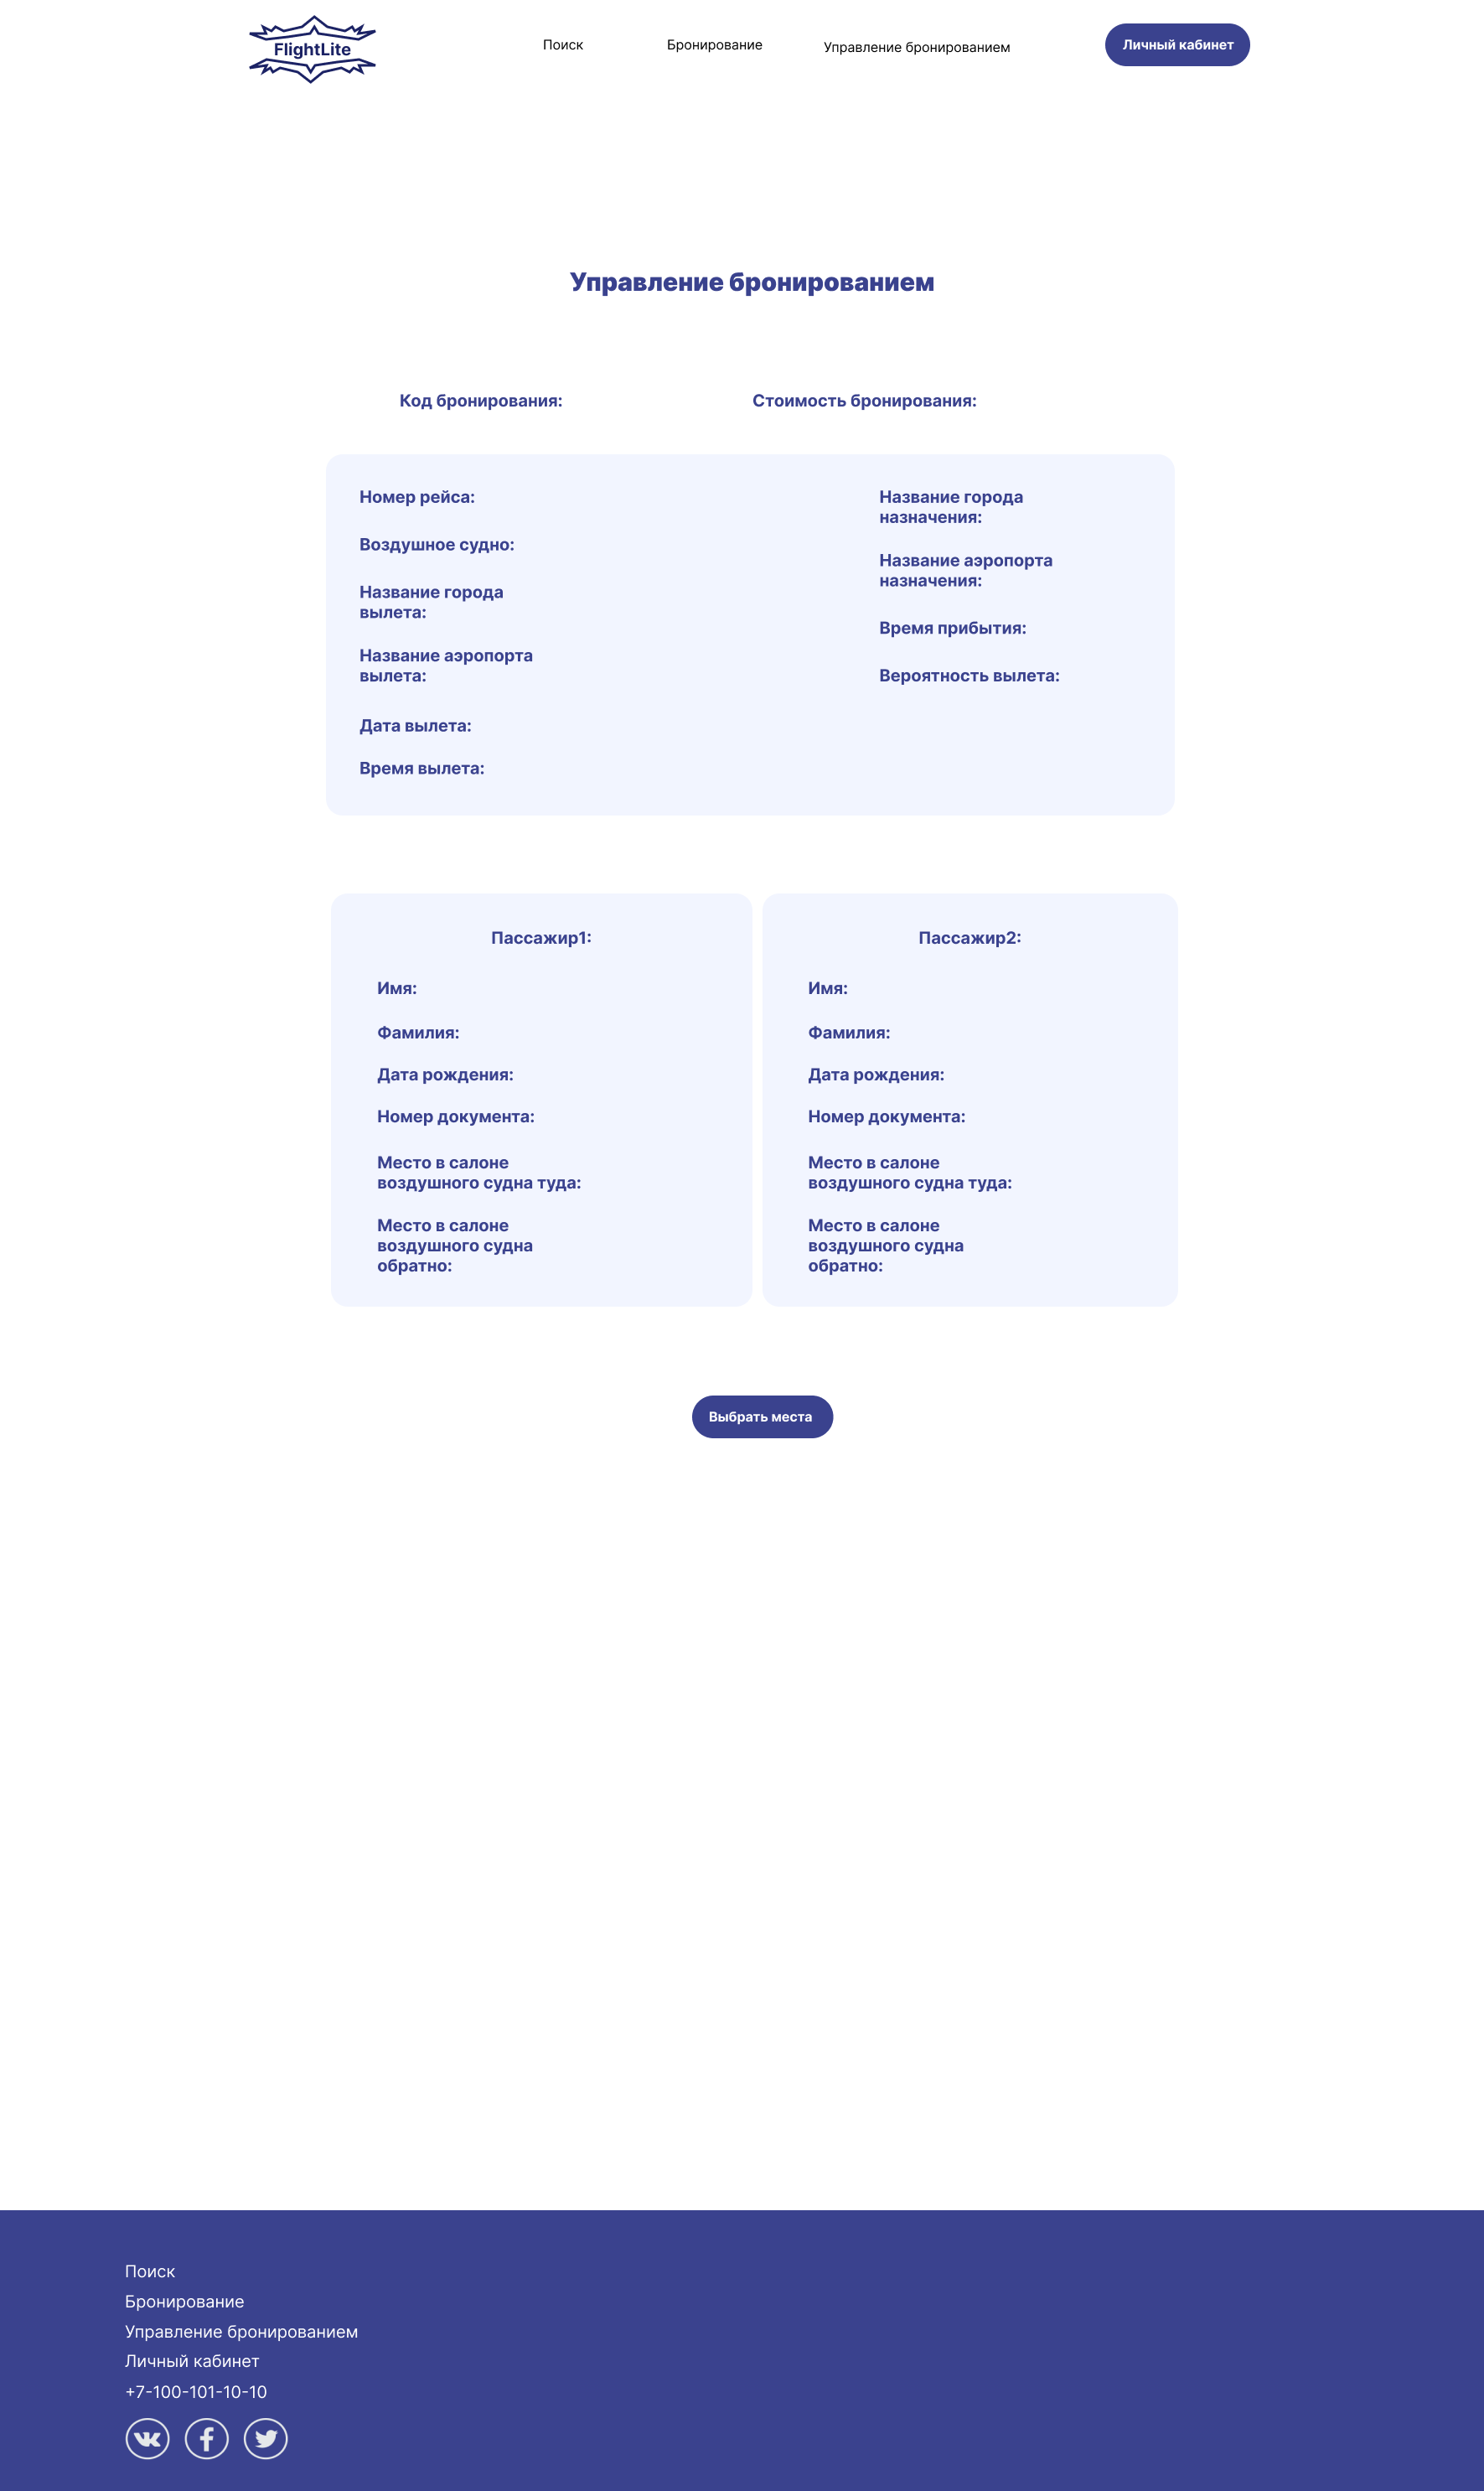 FlightLite
Поиск
Бронирование
Управление бронированием
Личный кабинет
Управление бронированием
Код бронирования:
Стоимость бронирования:
Номер рейса:
Воздушное судно:
Название города
вылета:
Название аэропорта
вылета:
Дата вылета:
Время вылета:
Название города
назначения:
Название аэропорта
назначения:
Время прибытия:
Вероятность вылета:
Пассажир1:
Имя:
Фамилия:
Дата рождения:
Номер документа:
Место в салоне
воздушного судна туда:
Место в салоне
воздушного судна
обратно:
Пассажир2:
Имя:
Фамилия:
Дата рождения:
Номер документа:
Место в салоне
воздушного судна туда:
Место в салоне
воздушного судна
обратно:
Выбрать места
Поиск
Бронирование
Управление бронированием
Личный кабинет
+7-100-101-10-10